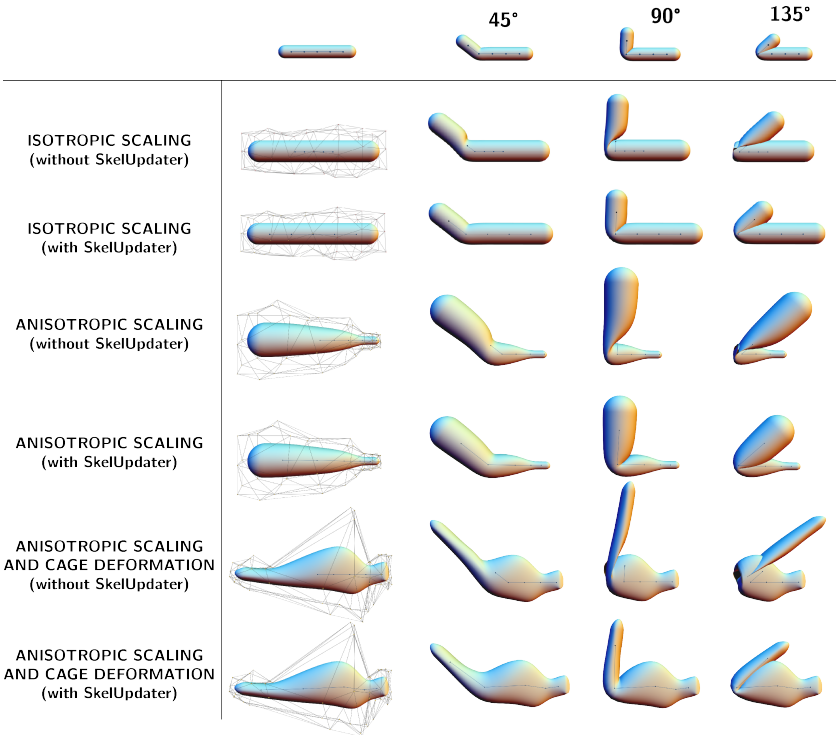 45°
90°
135°
ISOTROPIC SCALING
(without SkelUpdater)
ISOTROPIC SCALING
(with SkelUpdater)
ANISOTROPIC SCALING
(without SkelUpdater)
ANISOTROPIC SCALING
(with SkelUpdater)
ANISOTROPIC SCALING
AND CAGE DEFORMATION
(without SkelUpdater)
ANISOTROPIC SCALING
AND CAGE DEFORMATION
(with SkelUpdater)